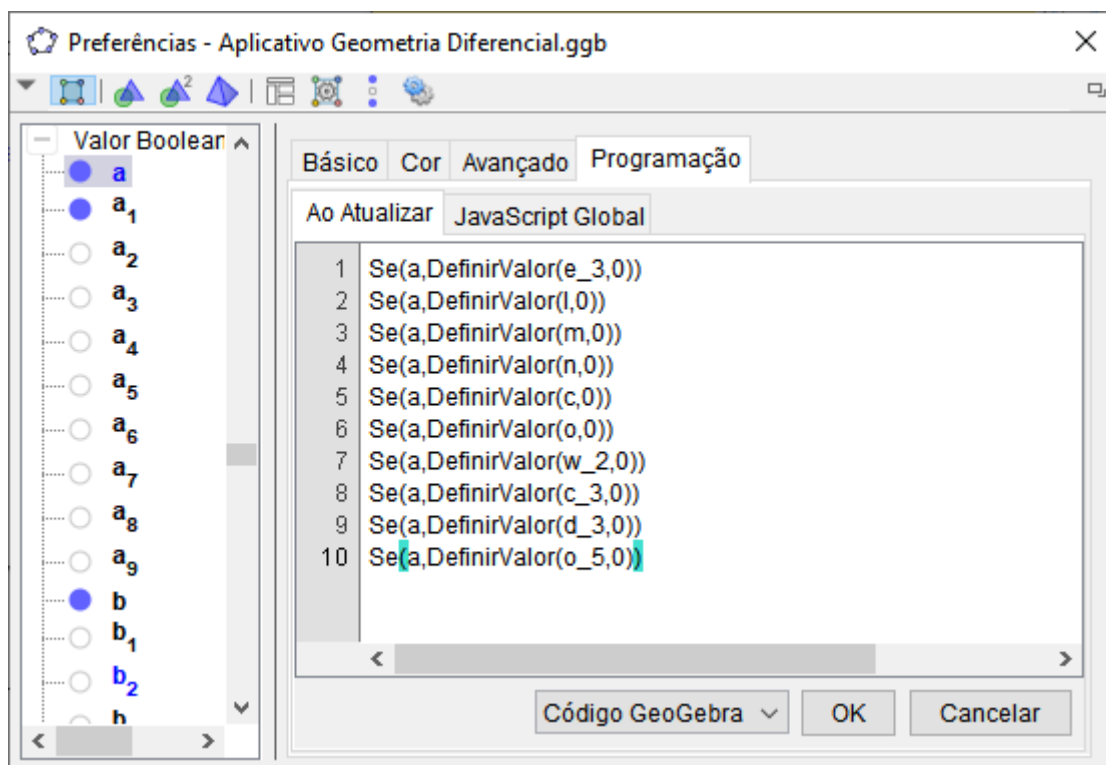 Preferências - Aplicativo Geometria Diferencial.ggb
Valor Boolean
a
a₁
a₂
a₃
a₄
a₅
a₆
a₇
a₈
a₉
b
b₁
b₂
b
Básico Cor Avançado Programação
Ao Atualizar JavaScript Global
1 Se(a,DefinirValor(e_3,0))
2 Se(a,DefinirValor(l,0))
3 Se(a,DefinirValor(m,0))
4 Se(a,DefinirValor(n,0))
5 Se(a,DefinirValor(c,0))
6 Se(a,DefinirValor(o,0))
7 Se(a,DefinirValor(w_2,0))
8 Se(a,DefinirValor(c_3,0))
9 Se(a,DefinirValor(d_3,0))
10 Se(a,DefinirValor(o_5,0))
Código GeoGebra OK Cancelar